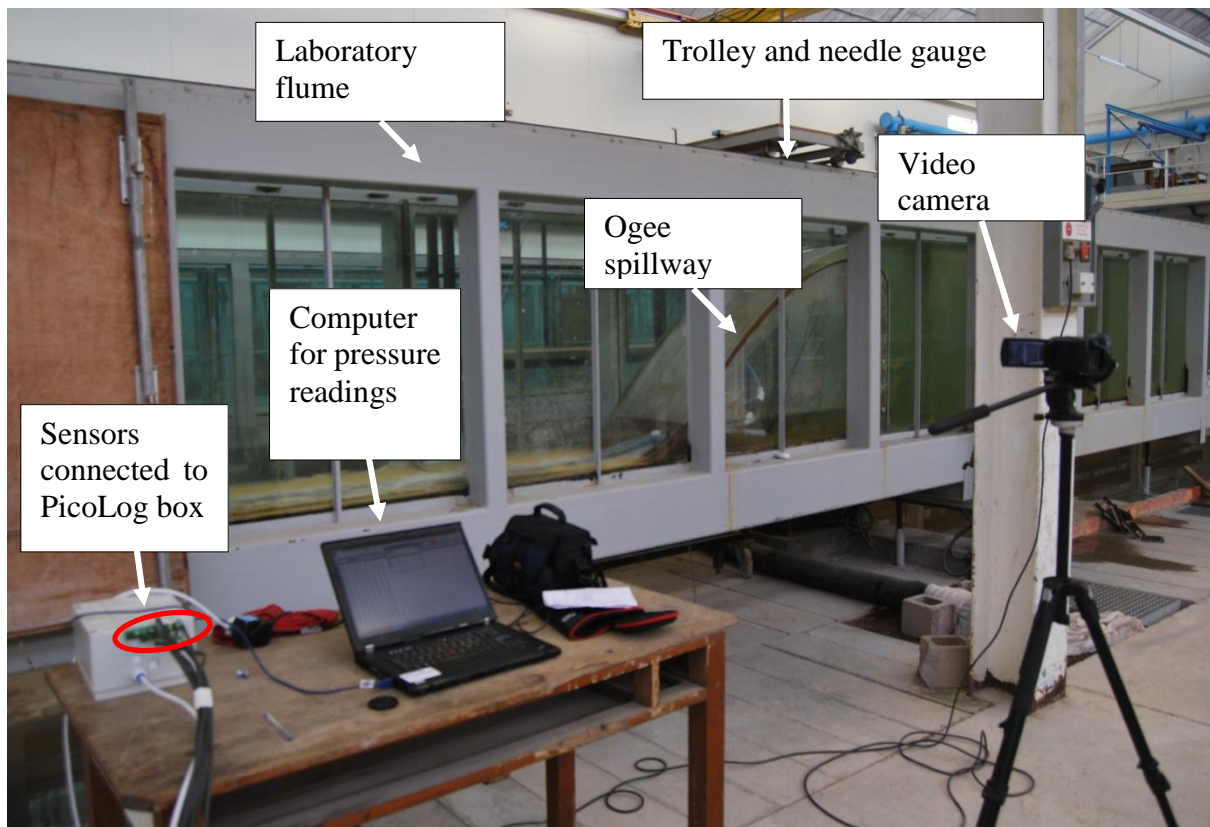 Laboratory
flume
Trolley and needle gauge
Video
camera
Ogee
spillway
Computer
for pressure
readings
Sensors
connected to
PicoLog box